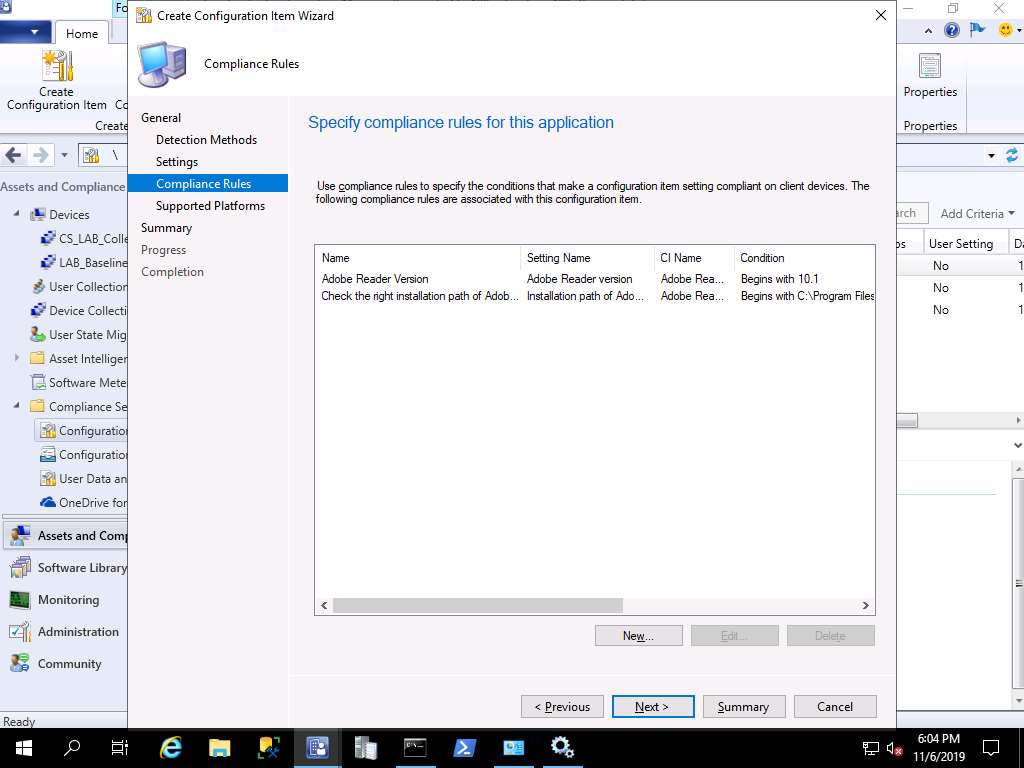 Fo
Create Configuration Item Wizard
Home
Compliance Rules
Create
Configuration Item
Co
Create
Properties
Properties
\
Assets and Compliance
Devices
CS_LAB_Colle
LAB_Baseline
User Collection
Device Collecti
User State Mig
Asset Intelliger
Software Mete
Compliance Se
Configuratio
Configuratio
User Data an
OneDrive for
Assets and Comp
Software Library
Monitoring
Administration
Community
Ready
General
Detection Methods
Settings
Compliance Rules
Supported Platforms
Summary
Progress
Completion
Specify compliance rules for this application
Use compliance rules to specify the conditions that make a configuration item setting compliant on client devices. The
following compliance rules are associated with this configuration item.
Name Setting Name CI Name Condition
Adobe Reader Version Adobe Reader version Adobe Rea... Begins with 10.1
Check the right installation path of Adob... Installation path of Ado... Adobe Rea... Begins with C:\Program Files
New... Edit... Delete
< Previous Next > Summary Cancel
arch Add Criteria
ps User Setting Da
No 1
No 1
No 1
6:04 PM
11/6/2019